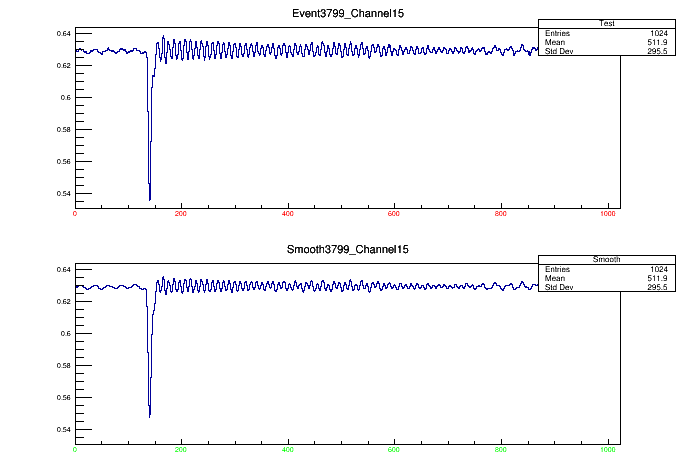 Event3799_Channel15
Test
Entries 1024
Mean 511.9
Std Dev 295.5
0.64
0.62
0.6
0.58
0.56
0.54
0 200 400 600 800 1000
Smooth3799_Channel15
Smooth
Entries 1024
Mean 511.9
Std Dev 295.5
0.64
0.62
0.6
0.58
0.56
0.54
0 200 400 600 800 1000